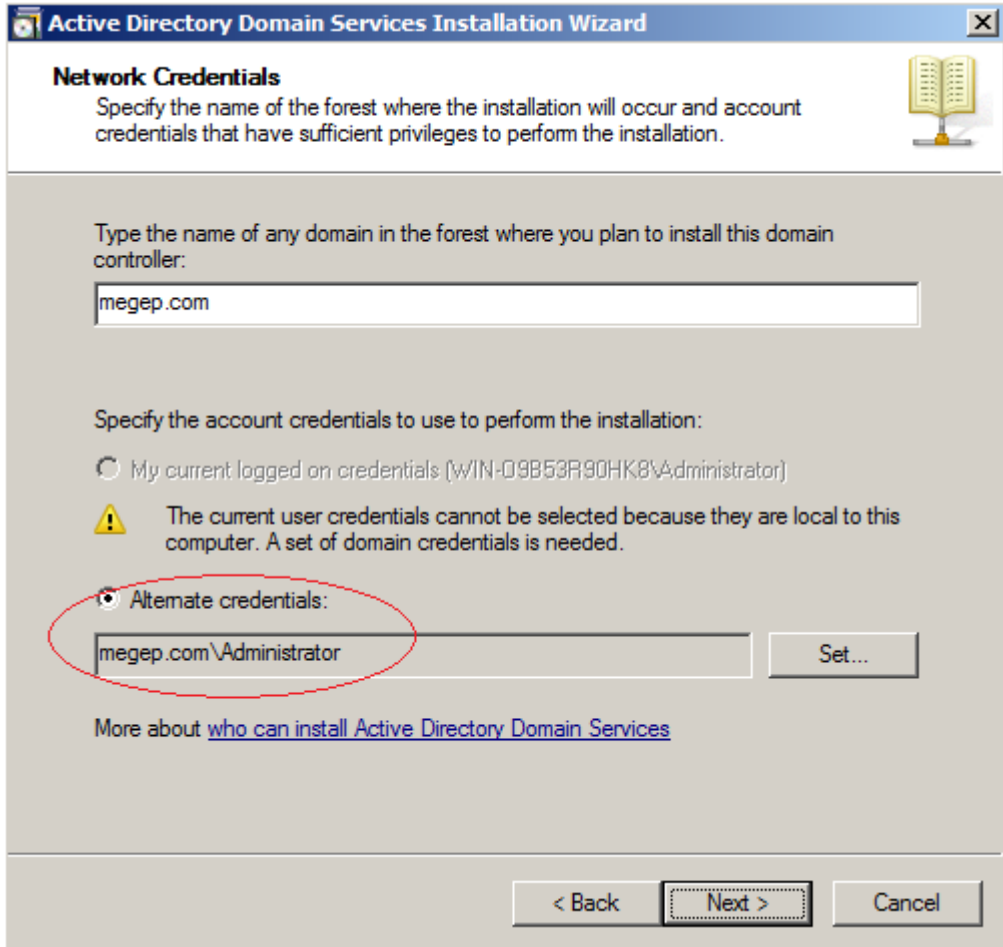 Active Directory Domain Services Installation Wizard
Network Credentials
Specify the name of the forest where the installation will occur and account
credentials that have sufficient privileges to perform the installation.
Type the name of any domain in the forest where you plan to install this domain
controller:
megep.com
Specify the account credentials to use to perform the installation:
My current logged on credentials (WIN-O9B53R90HK8\Administrator)
The current user credentials cannot be selected because they are local to this
computer. A set of domain credentials is needed.
Alternate credentials:
megep.com\Administrator
Set...
More about who can install Active Directory Domain Services
< Back
Next >
Cancel